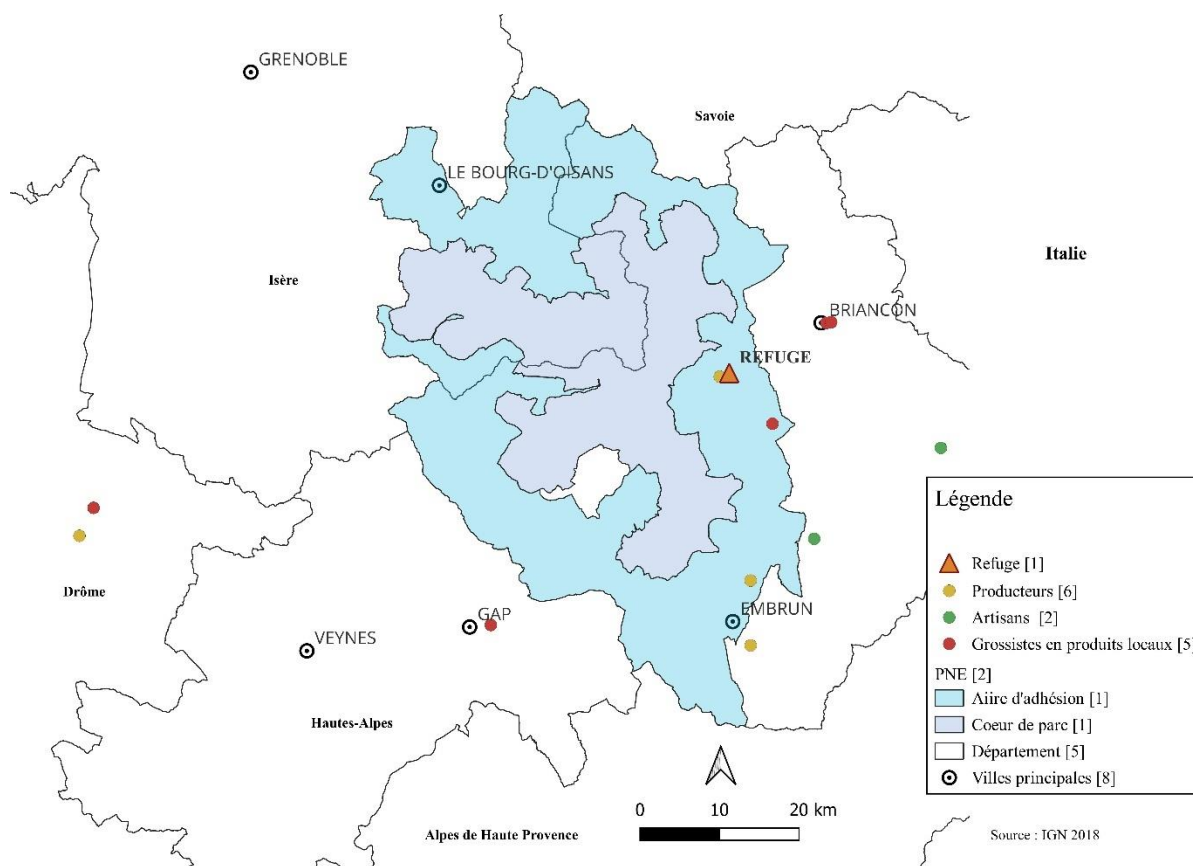 GRENOBLE
Savoie
LE BOURG-D'OISANS
Italie
Isère
BRIANCON
REFUGE
Légende
Refuge [1]
Producteurs [6]
Artisans [2]
Grossistes en produits locaux [5]
PNE [2]
Aiire d'adhésion [1]
Coeur de parc [1]
Département [5]
Villes principales [8]
Drôme
GAP
EMBRUN
VEYNES
Hautes-Alpes
0 10 20 km
Alpes de Haute Provence
Source : IGN 2018